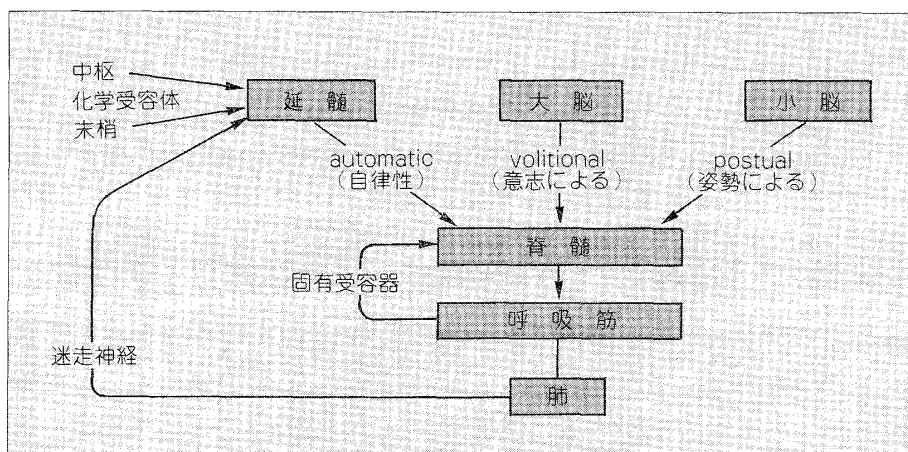 中枢
化学受容体
末梢
延髄
大脳
小脳
automatic
(自律性)
volitional
(意志による)
postual
(姿勢による)
脊髄
固有受容器
呼吸筋
迷走神経
肺